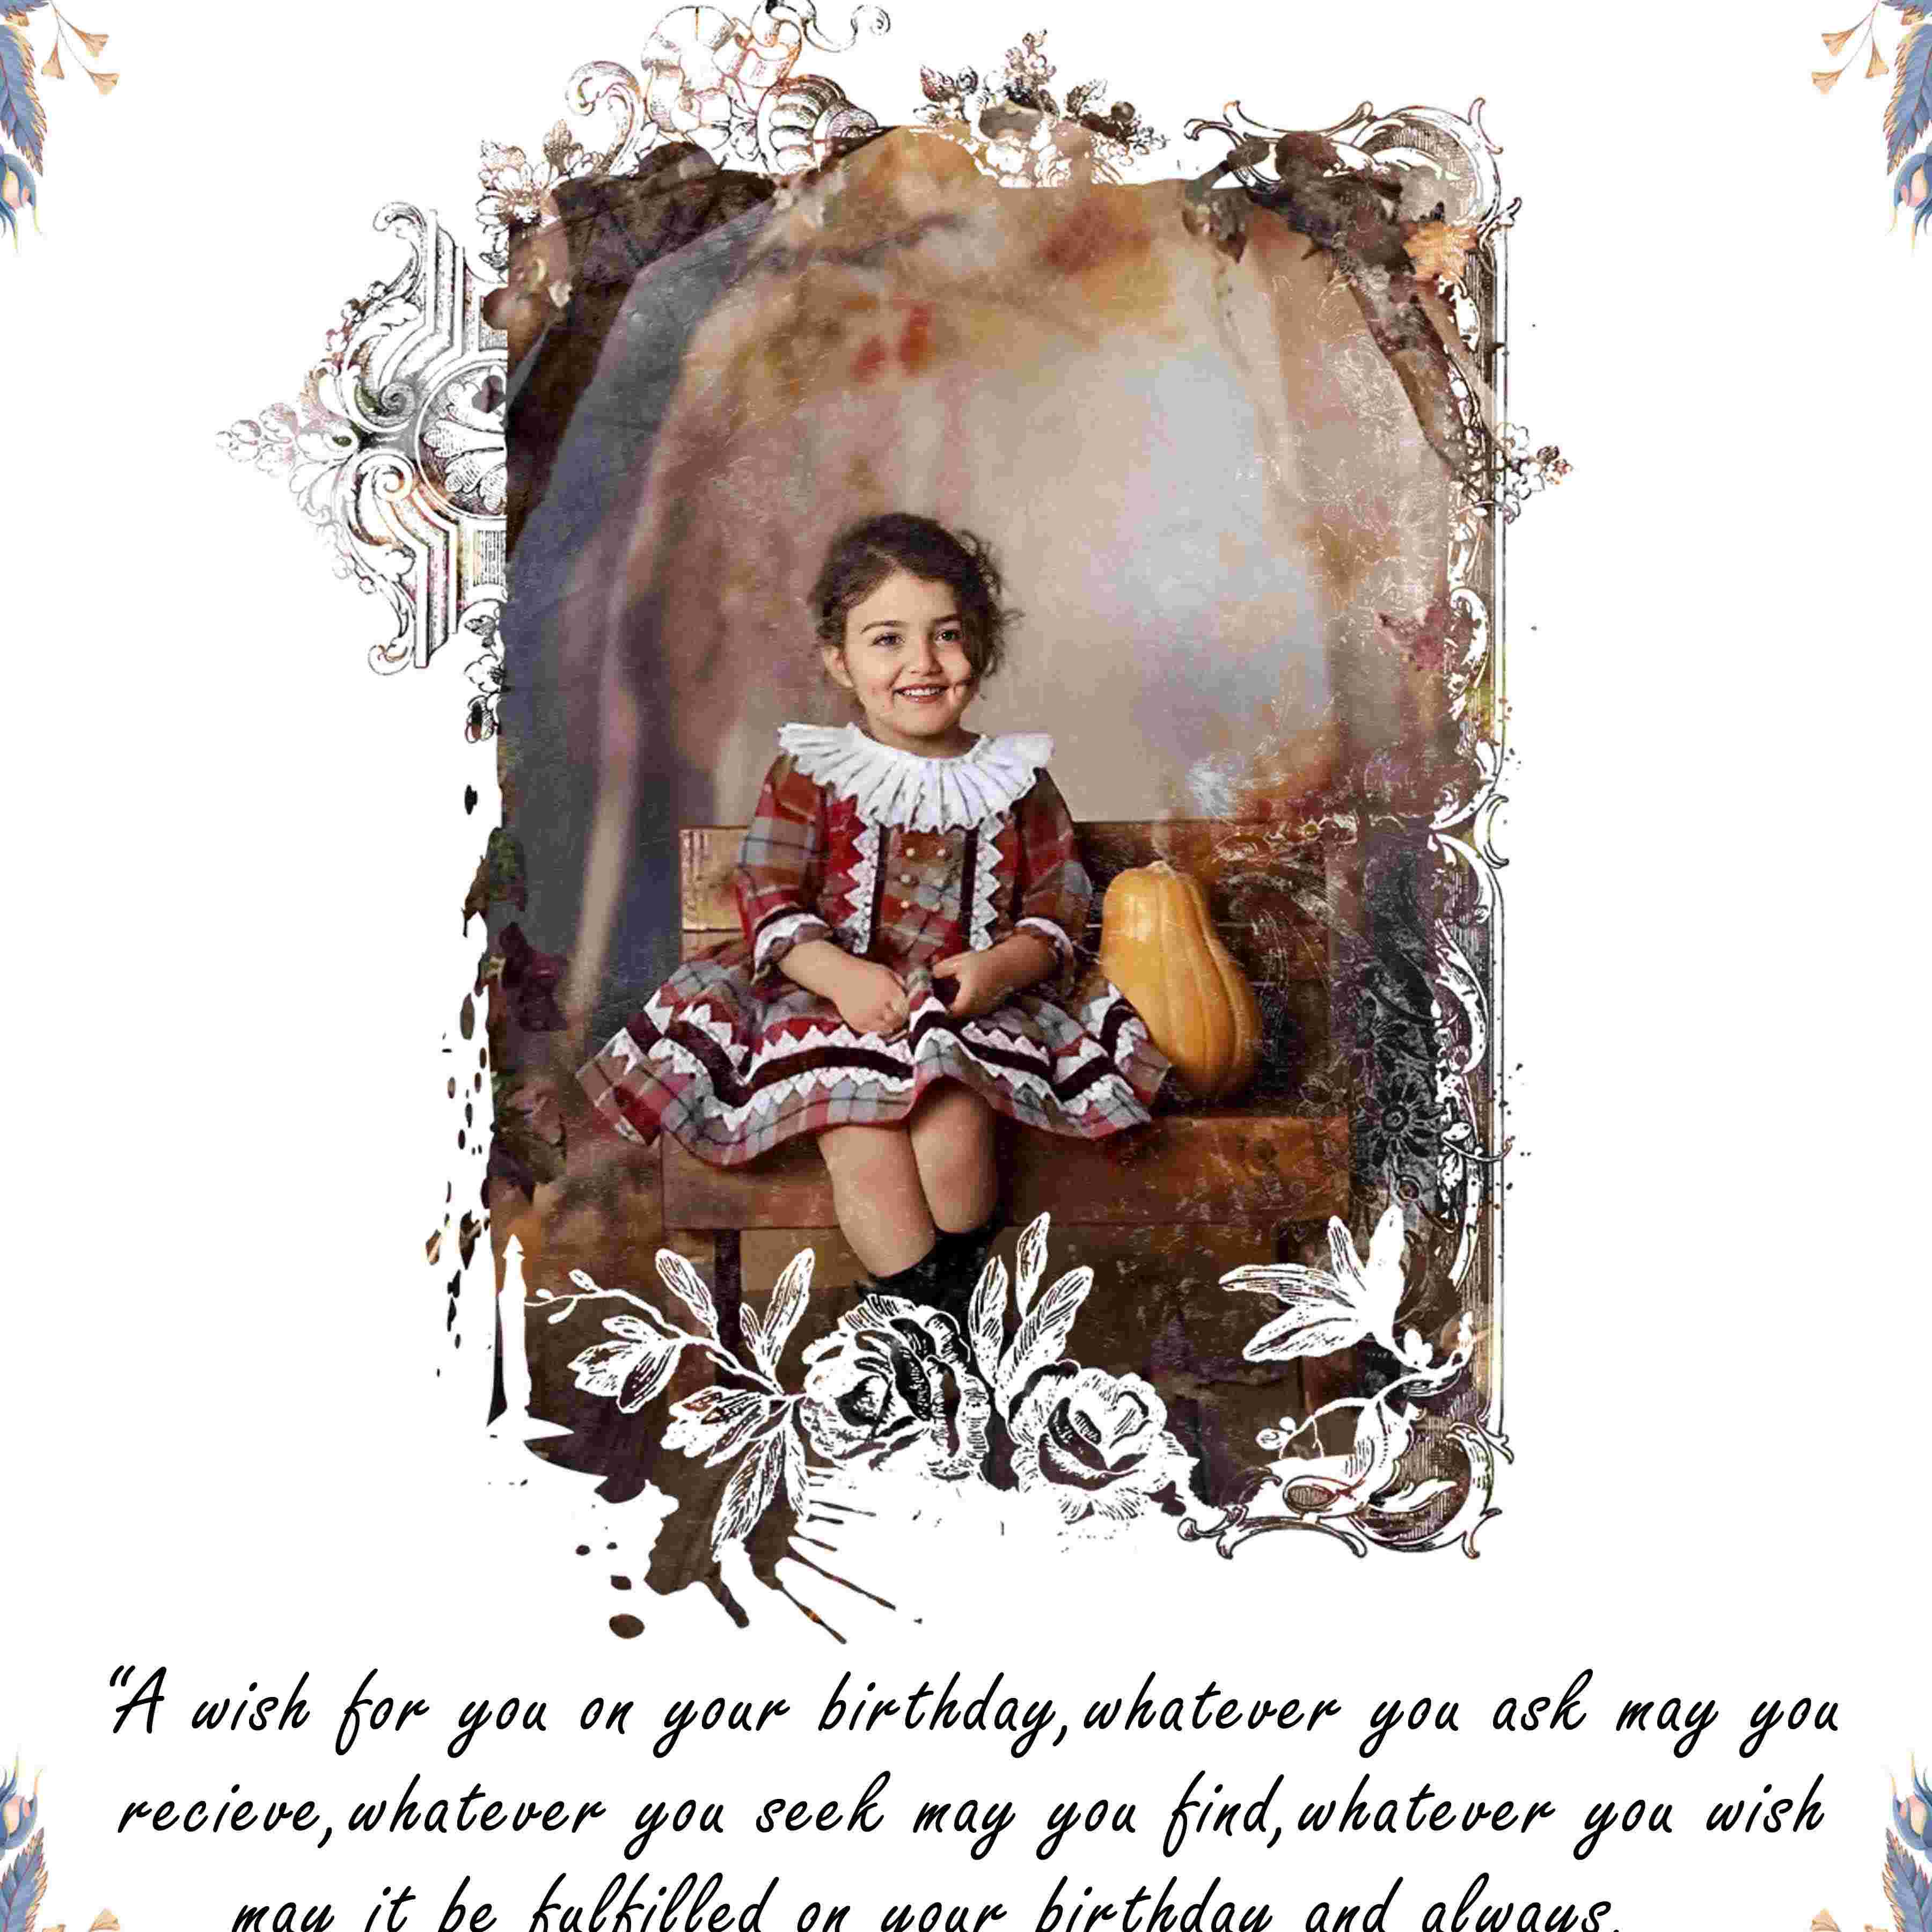 “A wish for you on your birthday,whatever you ask may you
recieve,whatever you seek may you find,whatever you wish
may it be fulfilled on your birthday and always.